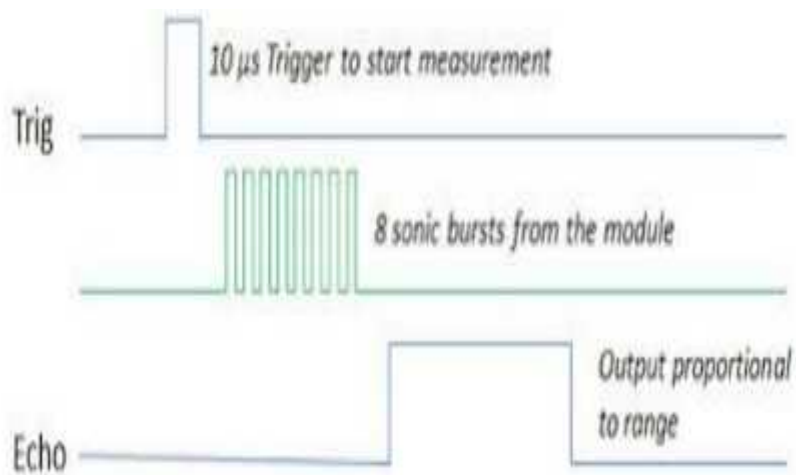 10 µs Trigger to start measurement
Trig
8 sonic bursts from the module
Output proportional
to range
Echo